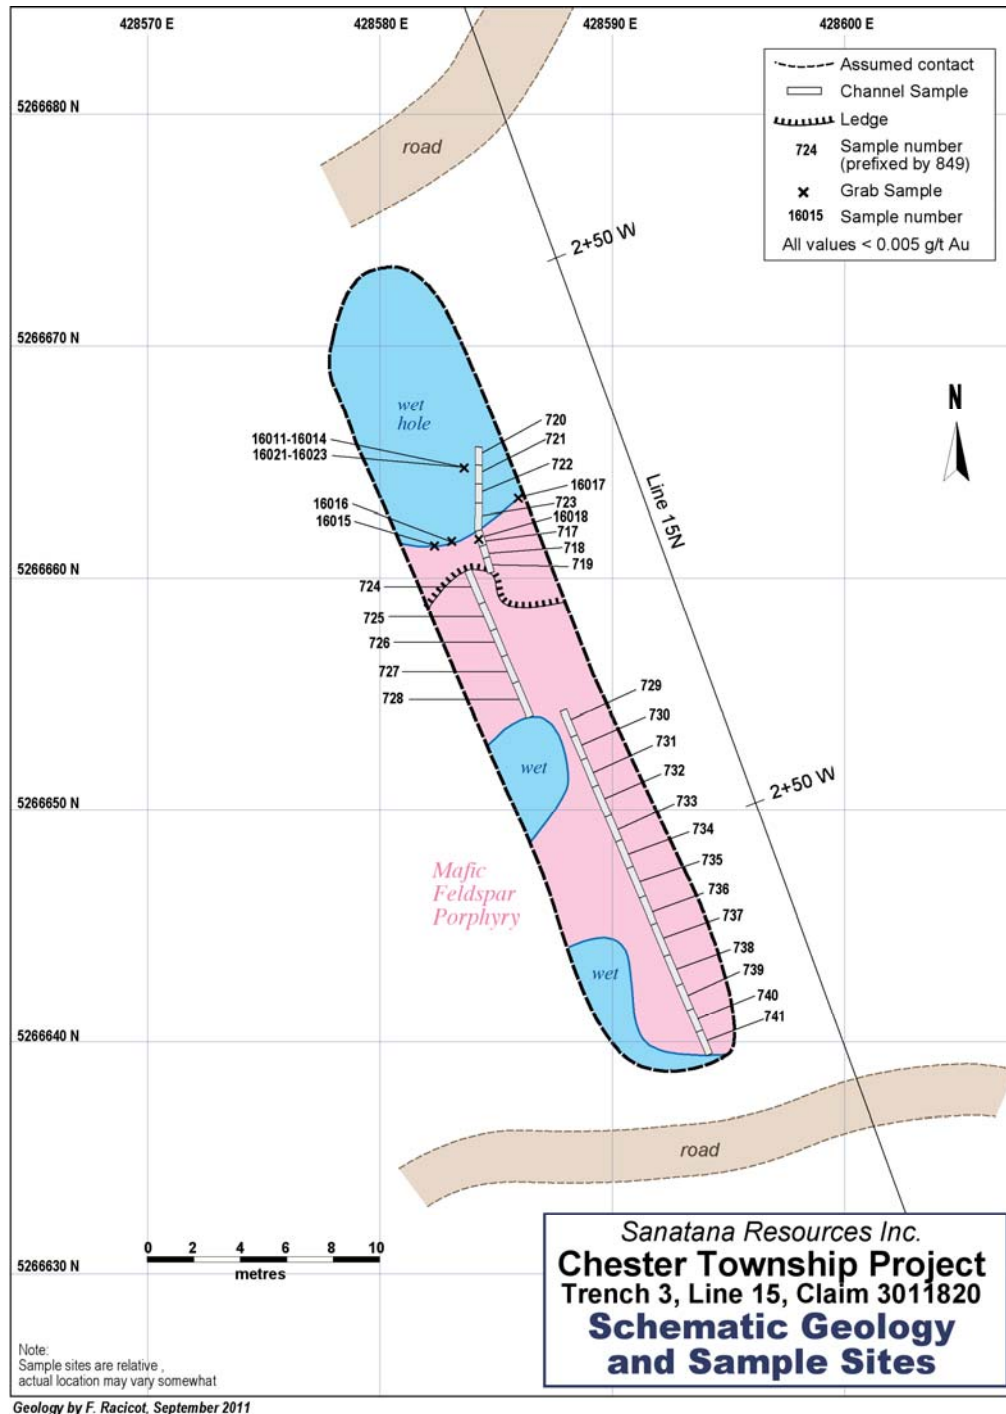 428570 E
428580 E
428590 E
428600 E
Assumed contact
Channel Sample
Ledge
724 Sample number
(prefixed by 849)
Grab Sample
16015 Sample number
All values < 0.005 g/t Au
5266680 N
road
2+50 W
5266670 N
N
wet
hole
720
16011-16014
721
16021-16023
722
Line 15N
16017
16016
723
16018
16015
717
718
719
5266660 N
724
725
726
727
728
729
730
731
wet
732
2+50 W
5266650 N
733
734
735
Mafic
Feldspar
Porphyry
736
737
738
wet
739
740
741
5266640 N
road
0 2 4 6 8 10
metres
5266630 N
Sanatana Resources Inc.
Chester Township Project
Trench 3, Line 15, Claim 3011820
Schematic Geology
and Sample Sites
Note:
Sample sites are relative ,
actual location may vary somewhat
Geology by F. Racicot, September 2011